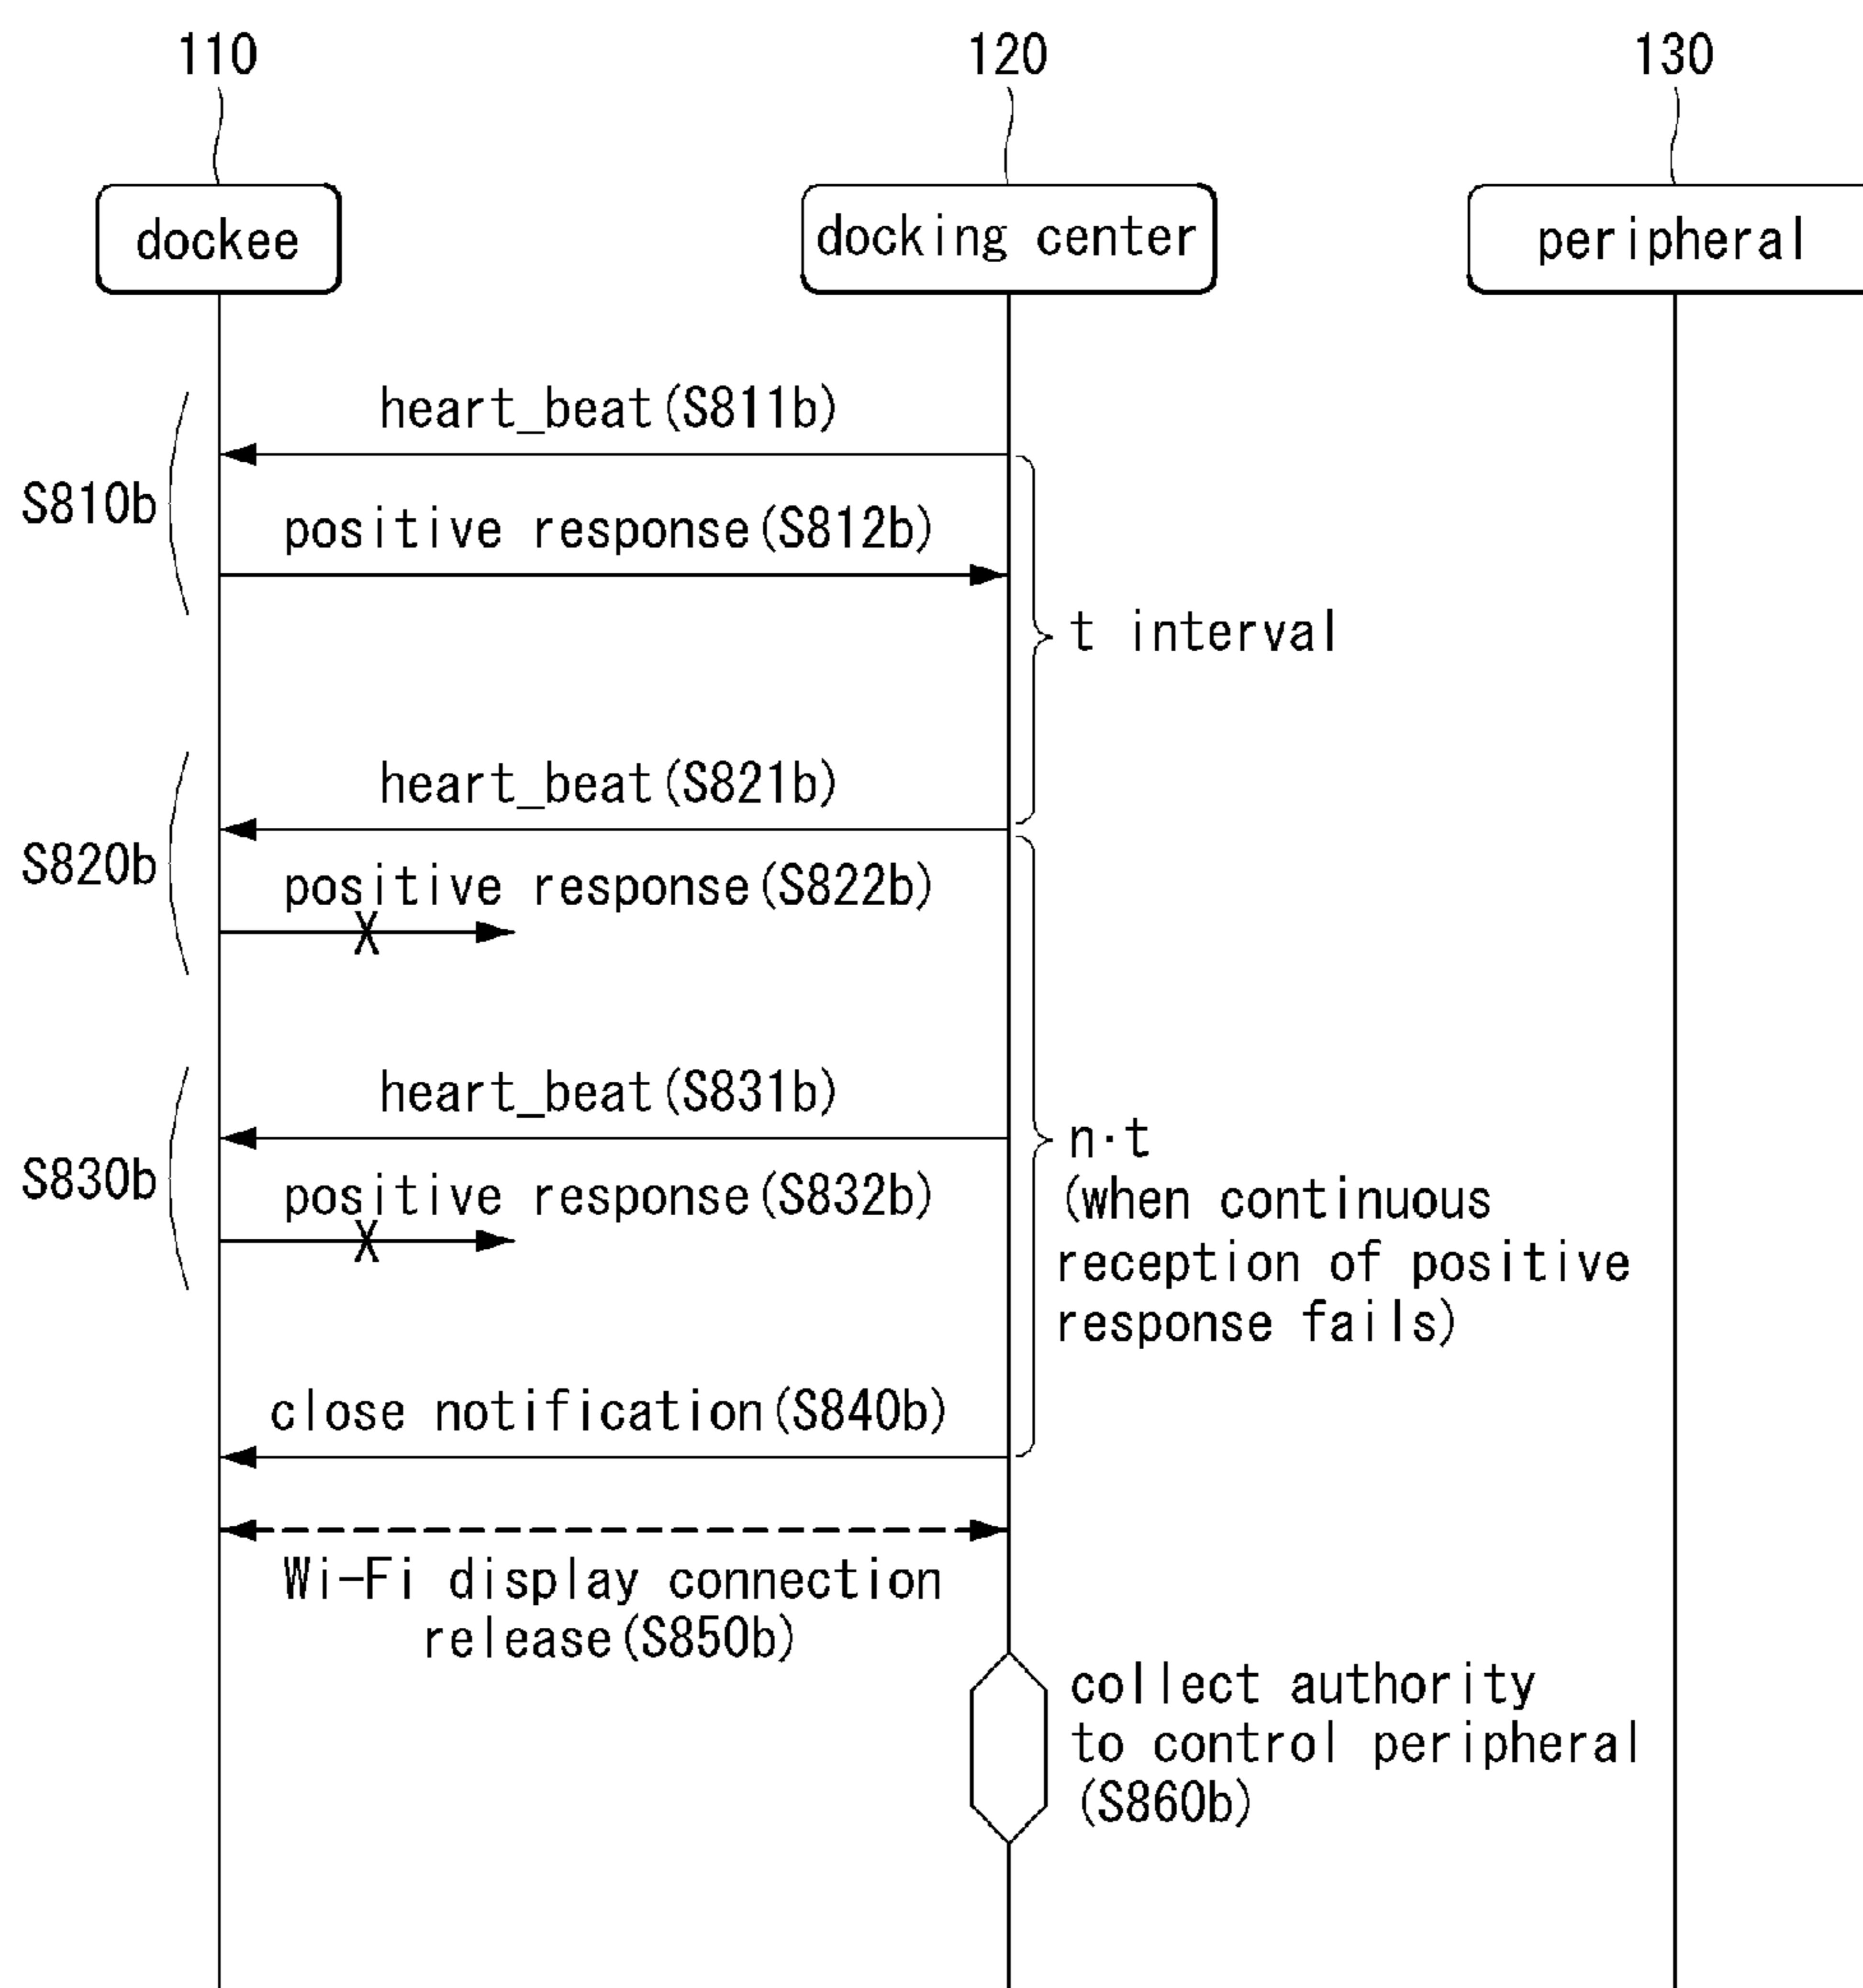 110
120
130
dockee
docking center
peripheral
heart_beat(S811b)
S810b
positive response(S812b)
t interval
heart_beat(S821b)
S820b
positive response(S822b)
X
heart_beat(S831b)
n·t
(when continuous
reception of positive
response fails)
S830b
positive response(S832b)
X
close notification(S840b)
Wi-Fi display connection
release(S850b)
collect authority
to control peripheral
(S860b)